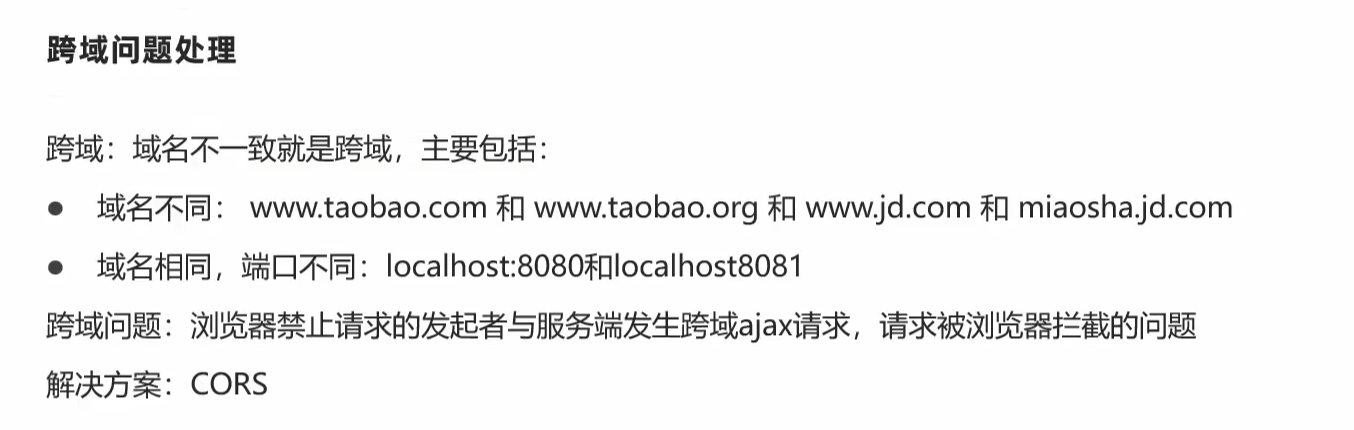 跨域问题处理
跨域：域名不一致就是跨域，主要包括：
● 域名不同： www.taobao.com 和 www.taobao.org 和 www.jd.com 和 miaosha.jd.com
● 域名相同，端口不同：localhost:8080和localhost8081
跨域问题：浏览器禁止请求的发起者与服务端发生跨域ajax请求，请求被浏览器拦截的问题
解决方案：CORS